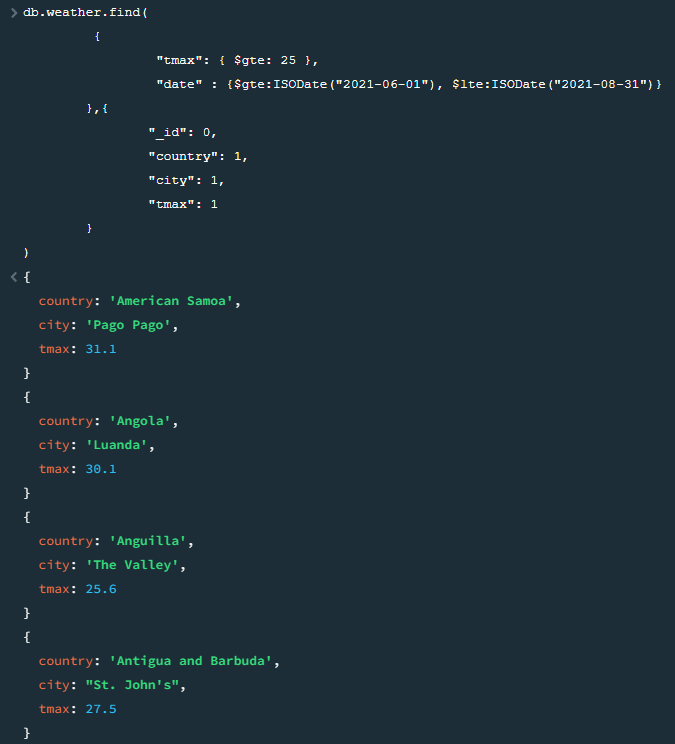 > db.weather.find(
{
"tmax": { $gte: 25 },
"date" : {$gte:ISODate("2021-06-01"), $lte:ISODate("2021-08-31")}
},{
"_id": 0,
"country": 1,
"city": 1,
"tmax": 1
}
)
< {
country: 'American Samoa',
city: 'Pago Pago',
tmax: 31.1
}
{
country: 'Angola',
city: 'Luanda',
tmax: 30.1
}
{
country: 'Anguilla',
city: 'The Valley',
tmax: 25.6
}
{
country: 'Antigua and Barbuda',
city: "St. John's",
tmax: 27.5
}